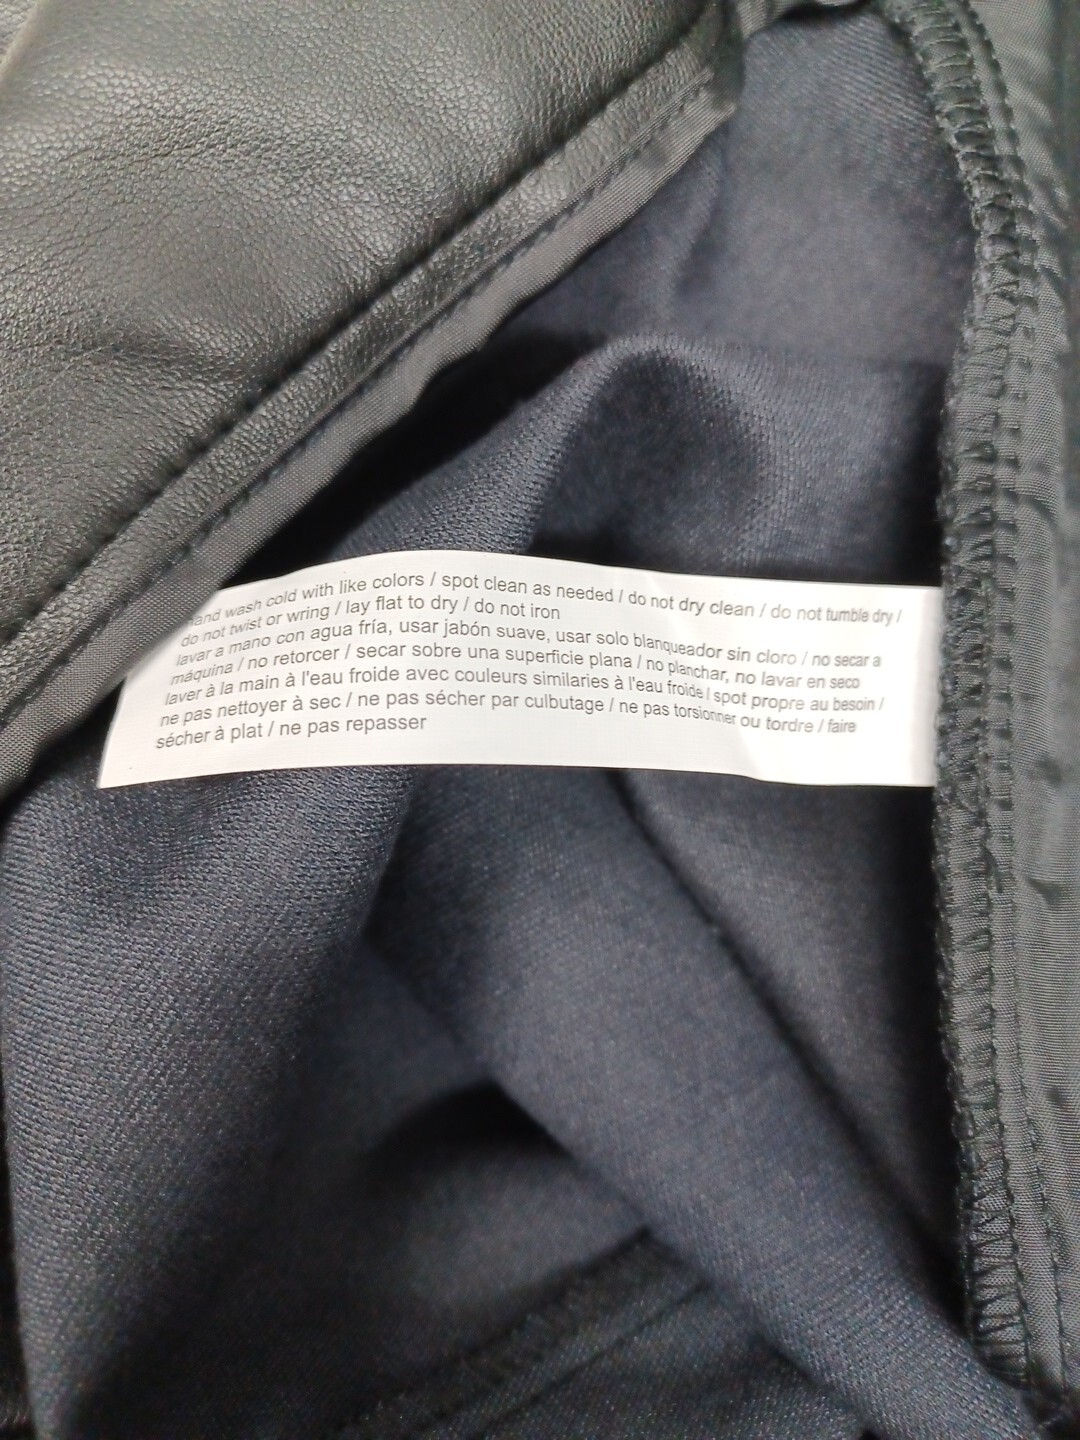 and wash cold with like colors / spot clean as needed / do not dry clean / do not tumble dry /
do not twist or wring / lay flat to dry / do not iron
lavar a mano con agua fría, usar jabón suave, usar solo blanqueador sin cloro / no secar a
máquina / no retorcer / secar sobre una superficie plana / no planchar, no lavar en seco
laver à la main à l'eau froide avec couleurs similaries à l'eau froide / spot propre au besoin /
ne pas nettoyer à sec / ne pas sécher par culbutage / ne pas torsionner ou tordre / faire
sécher à plat / ne pas repasser